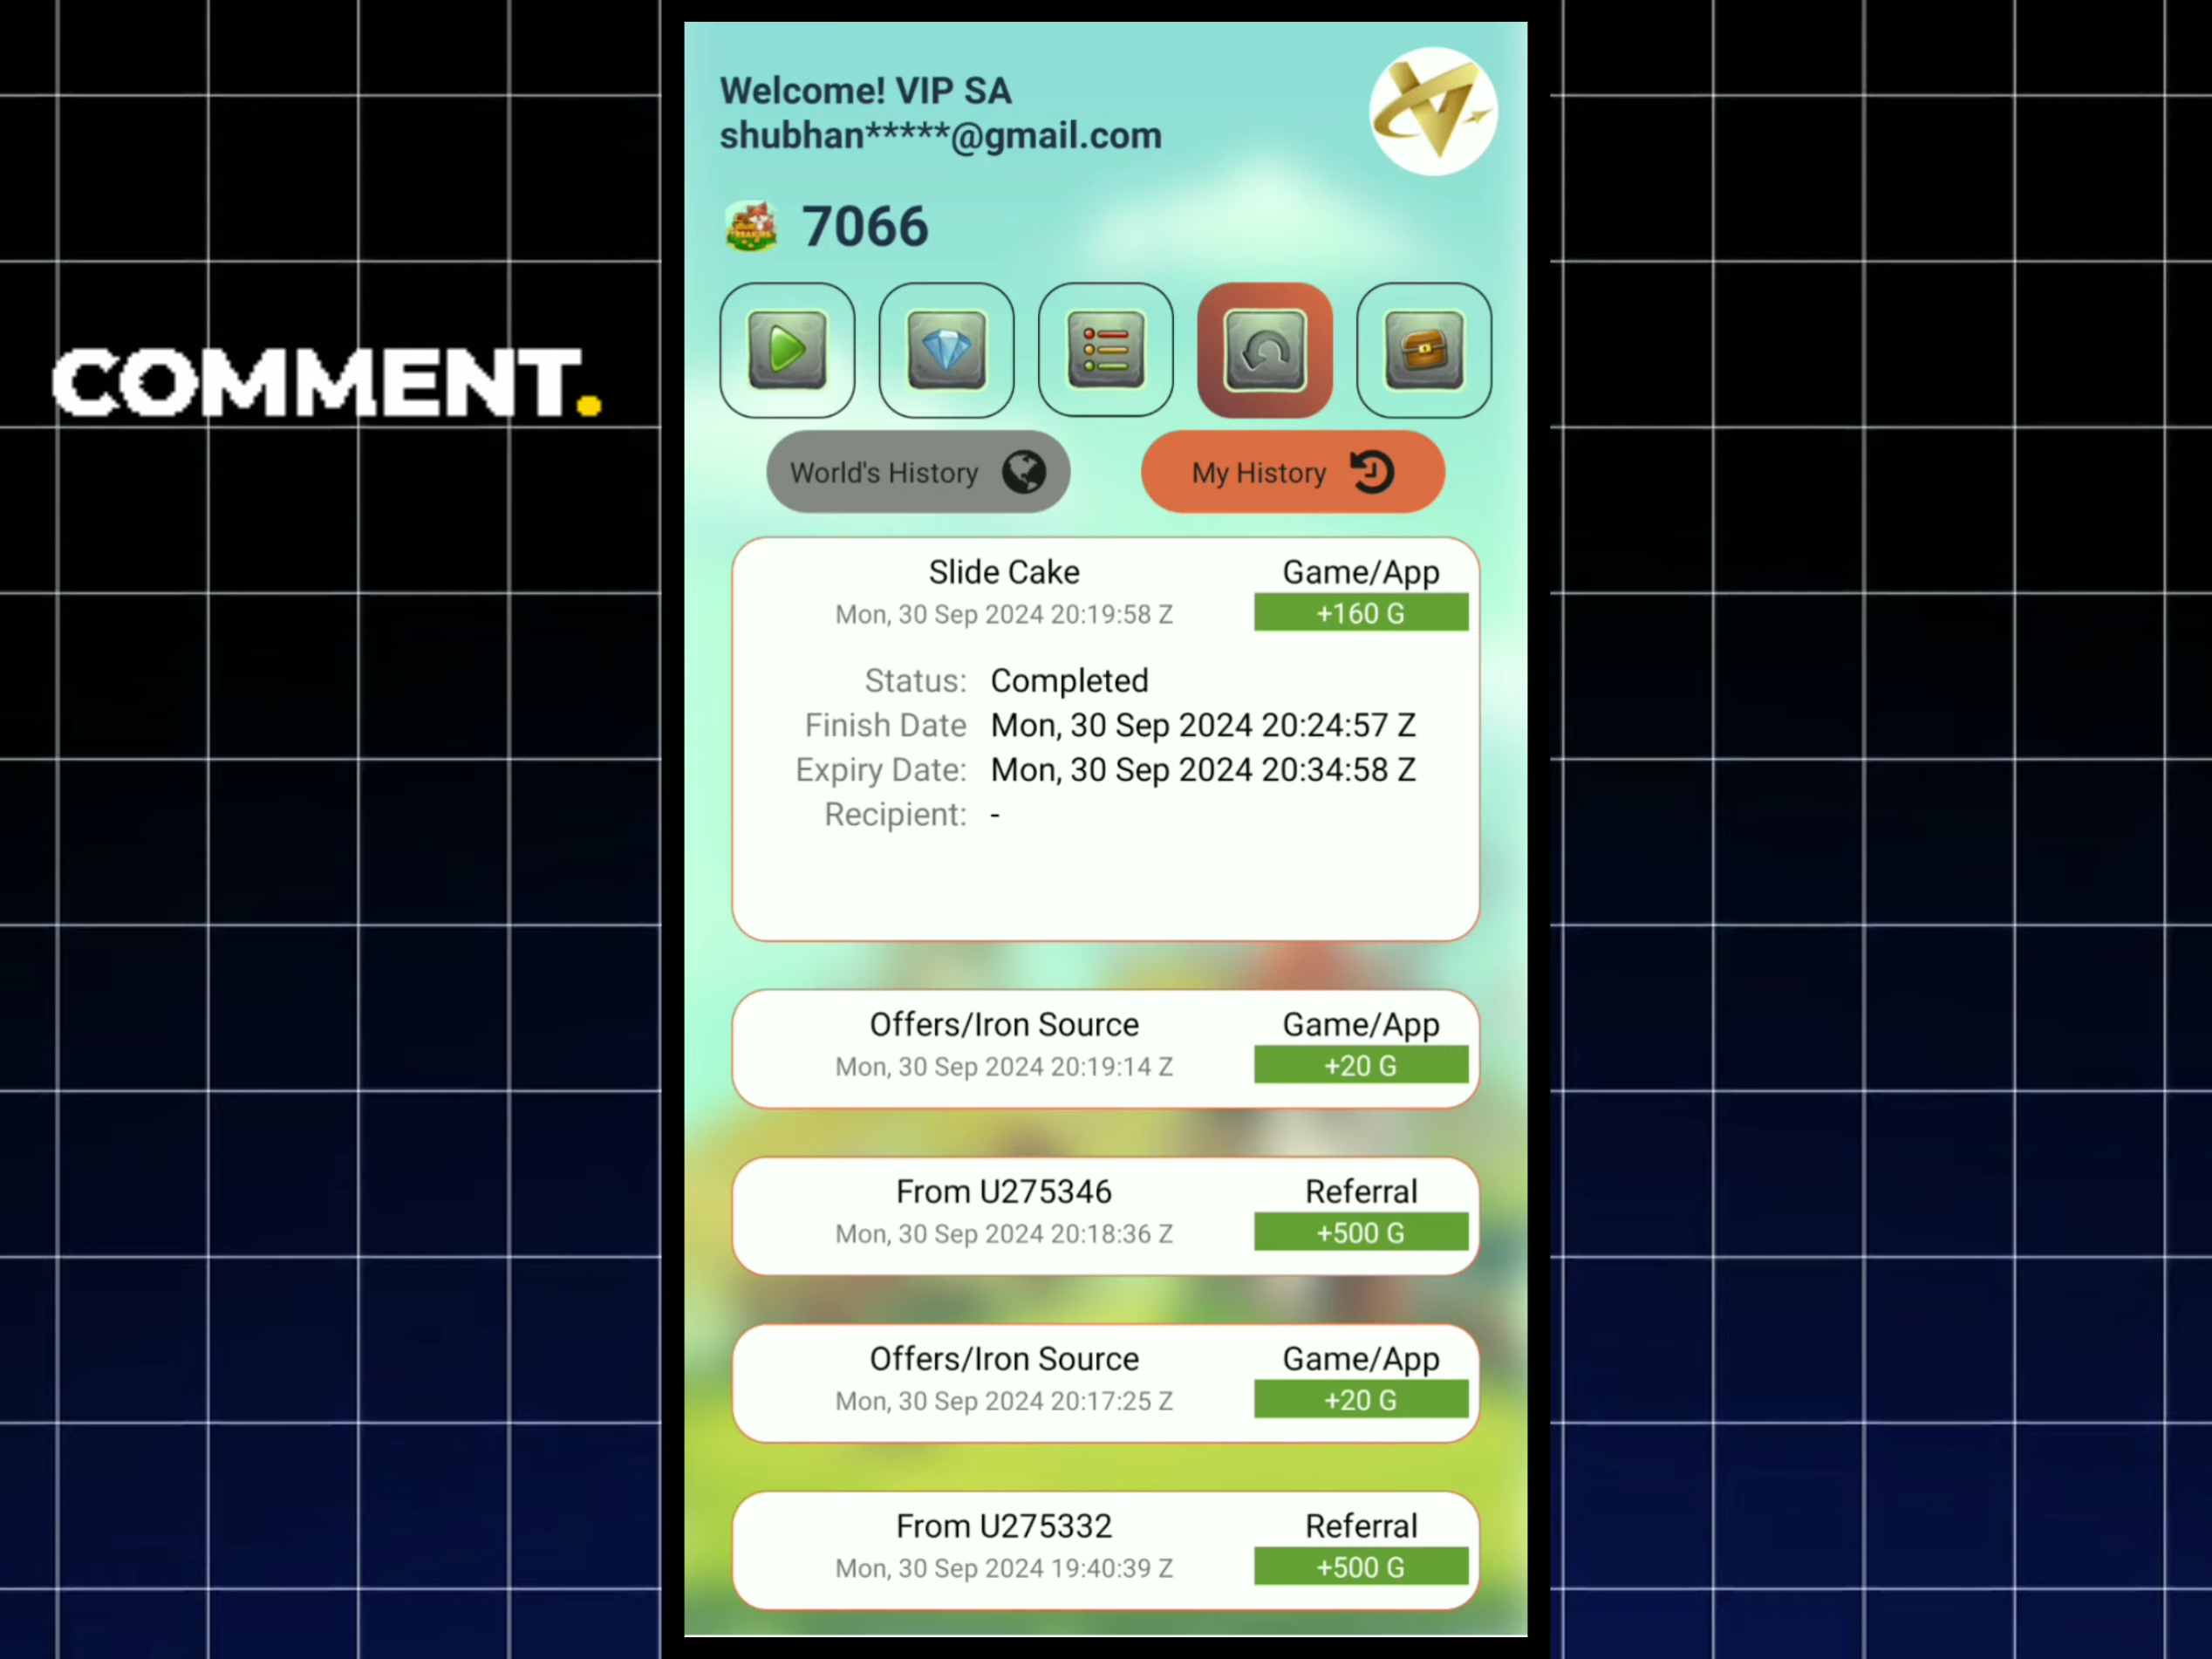 COMMENT.
Welcome! VIP SA
shubhan*****@gmail.com
7066
World's History
My History
Slide Cake
Game/App
Mon, 30 Sep 2024 20:19:58 Z
+160 G
Status: Completed
Finish Date Mon, 30 Sep 2024 20:24:57 Z
Expiry Date: Mon, 30 Sep 2024 20:34:58 Z
Recipient: -
Offers/Iron Source
Game/App
Mon, 30 Sep 2024 20:19:14 Z
+20 G
From U275346
Referral
Mon, 30 Sep 2024 20:18:36 Z
+500 G
Offers/Iron Source
Game/App
Mon, 30 Sep 2024 20:17:25 Z
+20 G
From U275332
Referral
Mon, 30 Sep 2024 19:40:39 Z
+500 G